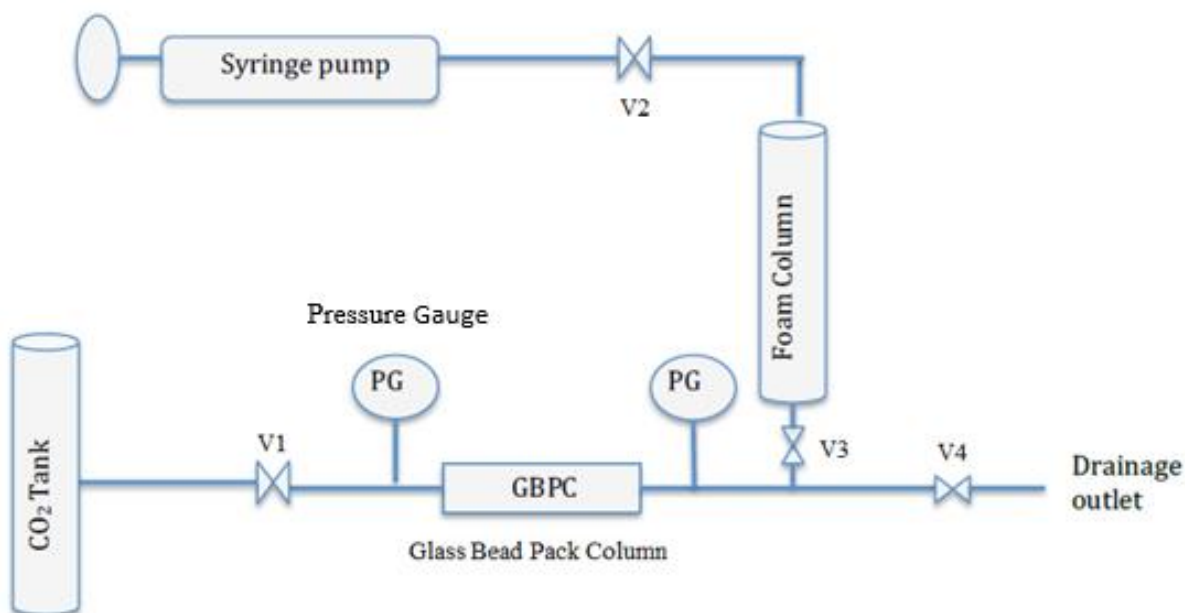 Syringe pump
V2
Foam Column
Pressure Gauge
PG
PG
CO₂ Tank
V1
GBPC
V3
V4
Drainage
outlet
Glass Bead Pack Column